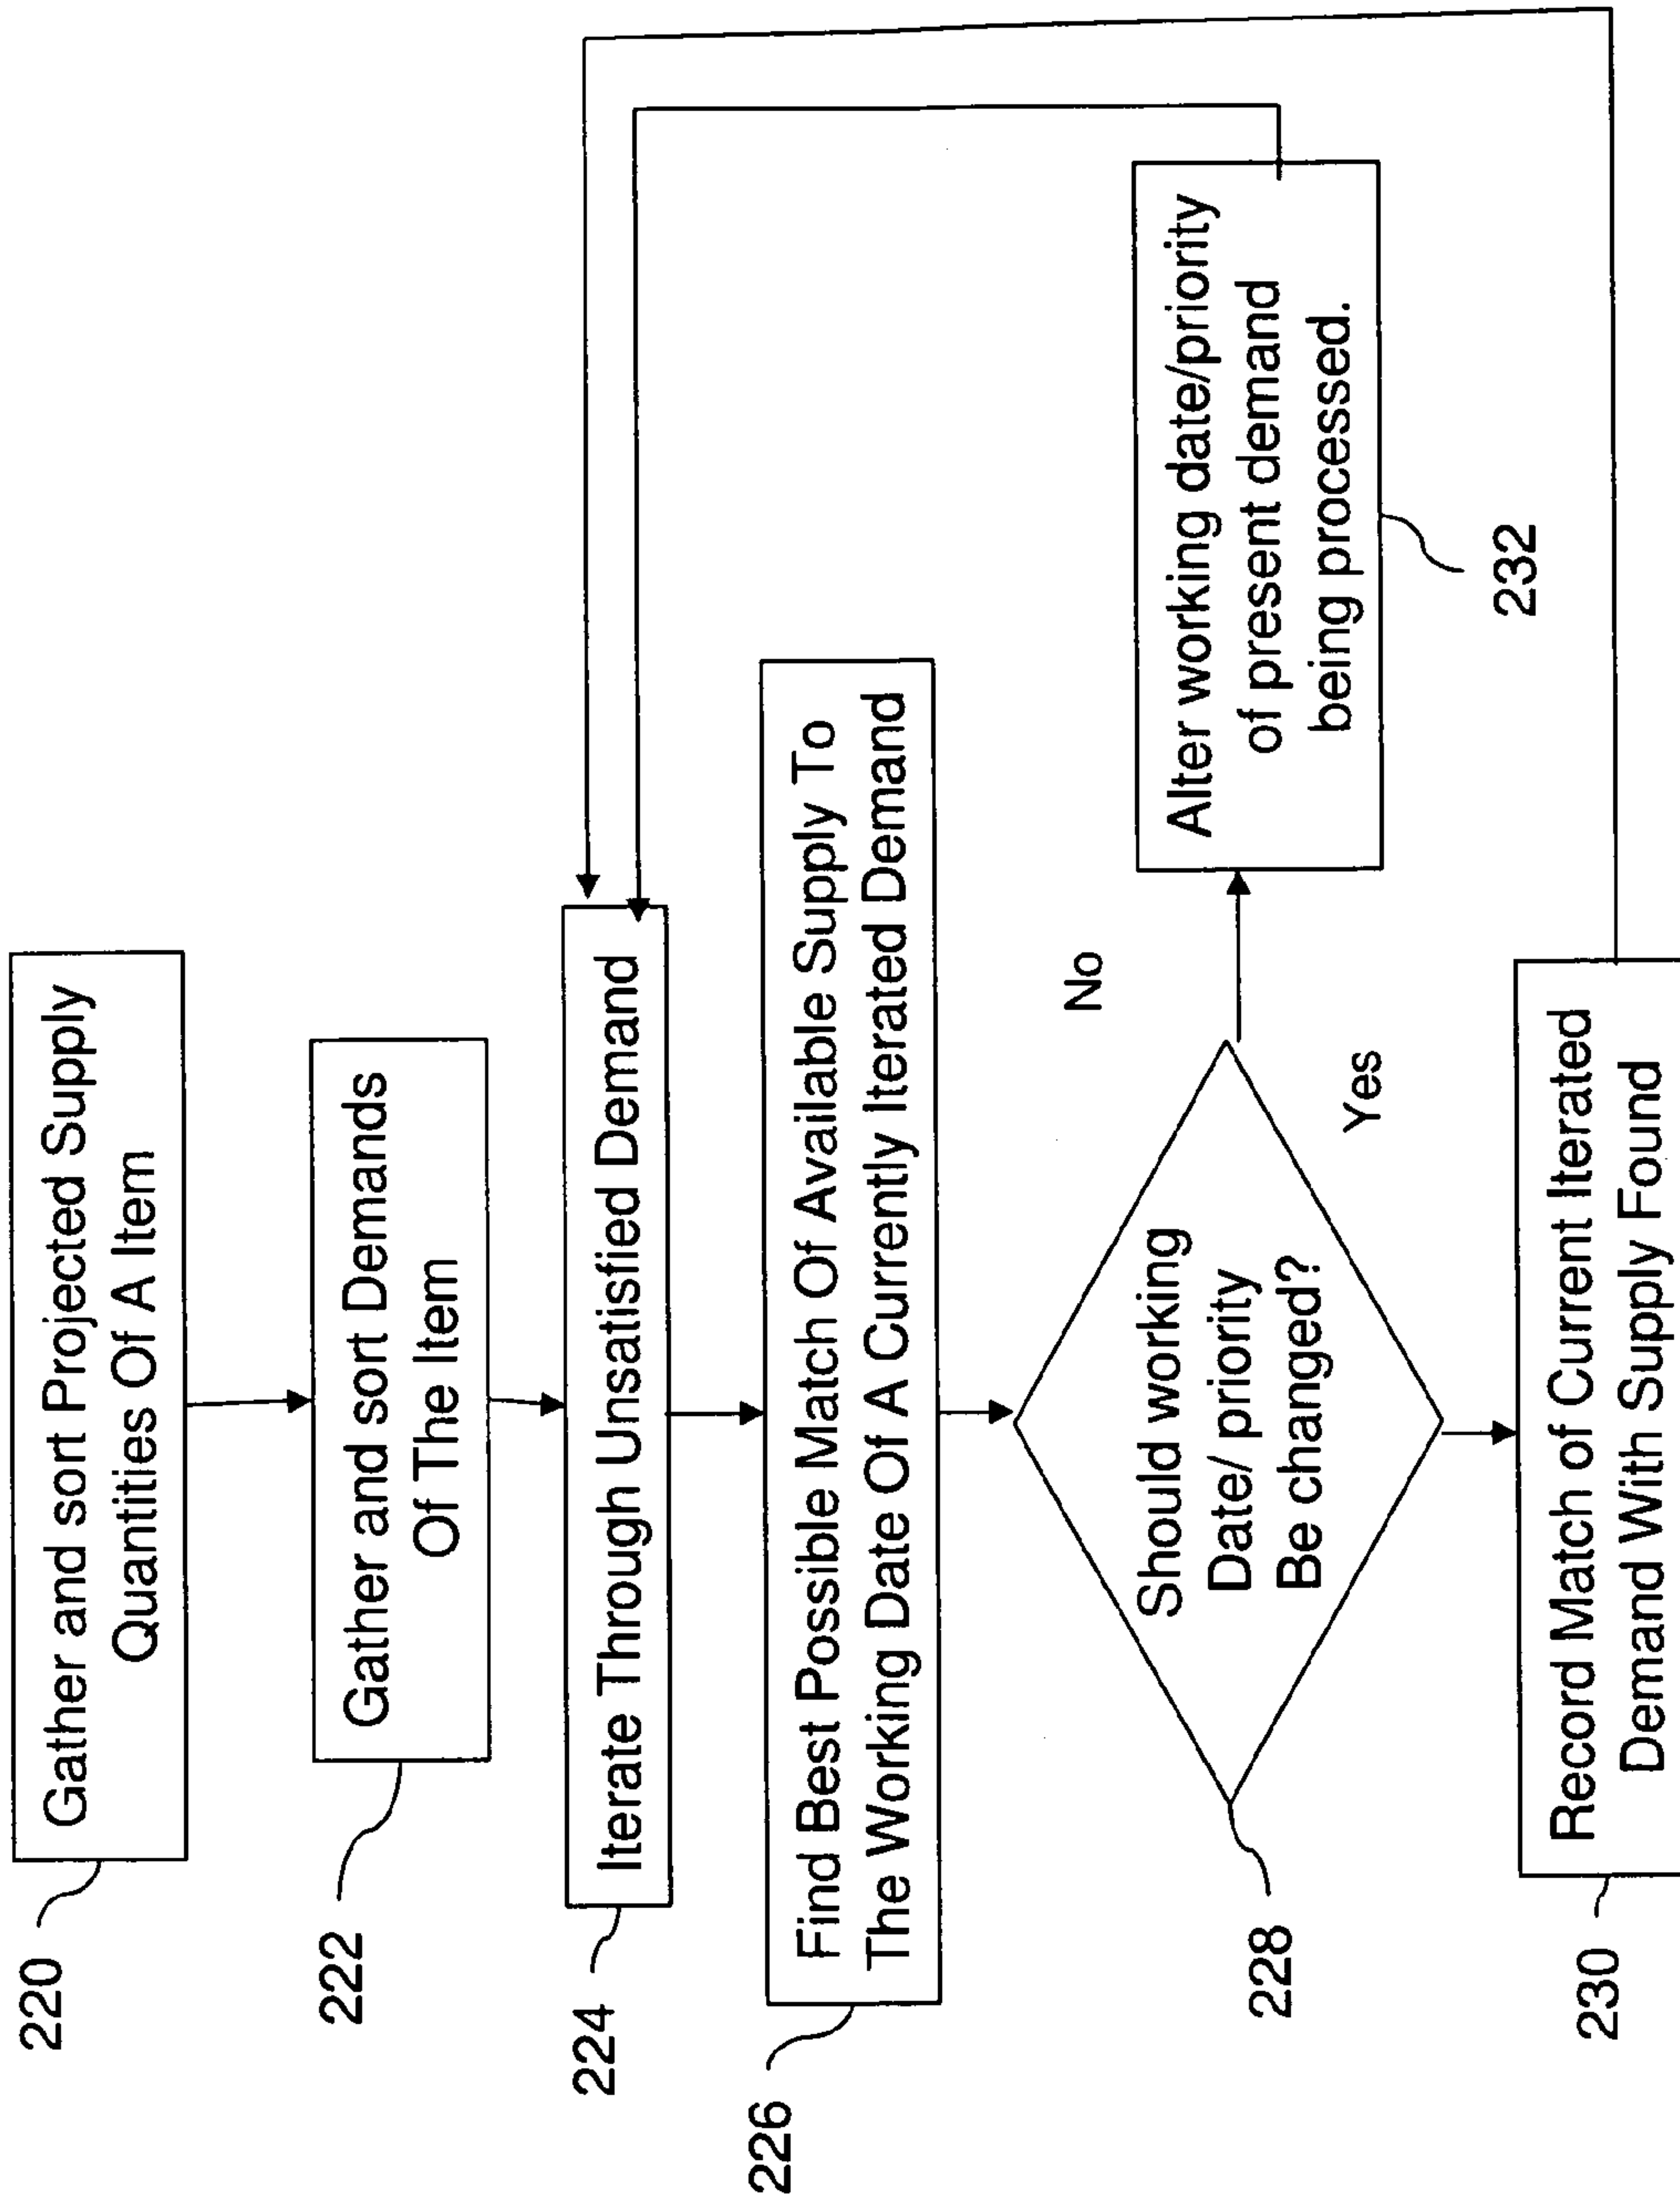 220
Gather and sort Projected Supply
Quantities Of A Item
222
Gather and sort Demands
Of The Item
224
Iterate Through Unsatisfied Demand
226
Find Best Possible Match Of Available Supply To
The Working Date Of A Currently Iterated Demand
228
Should working
Date/ priority
Be changed?
No
Yes
Alter working date/priority
of present demand
being processed.
232
230
Record Match of Current Iterated
Demand With Supply Found